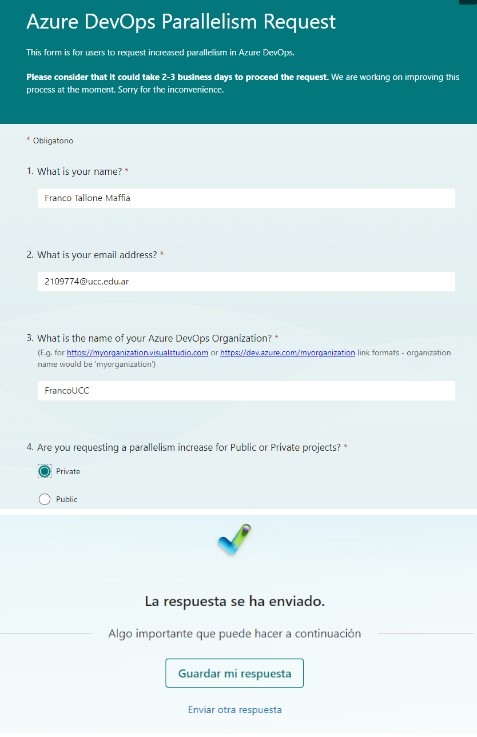 Azure DevOps Parallelism Request
This form is for users to request increased parallelism in Azure DevOps.
Please consider that it could take 2-3 business days to proceed the request. We are working on improving this
process at the moment. Sorry for the inconvenience.
* Obligatorio
1. What is your name? *
Franco Tallone Maffia
2. What is your email address? *
2109774@ucc.edu.ar
3. What is the name of your Azure DevOps Organization? *
(E.g. for https://myorganization.visualstudio.com or https://dev.azure.com/myorganization link formats - organization
name would be 'myorganization')
FrancoUCC
4. Are you requesting a parallelism increase for Public or Private projects? *
Private
Public
La respuesta se ha enviado.
Algo importante que puede hacer a continuación
Guardar mi respuesta
Enviar otra respuesta